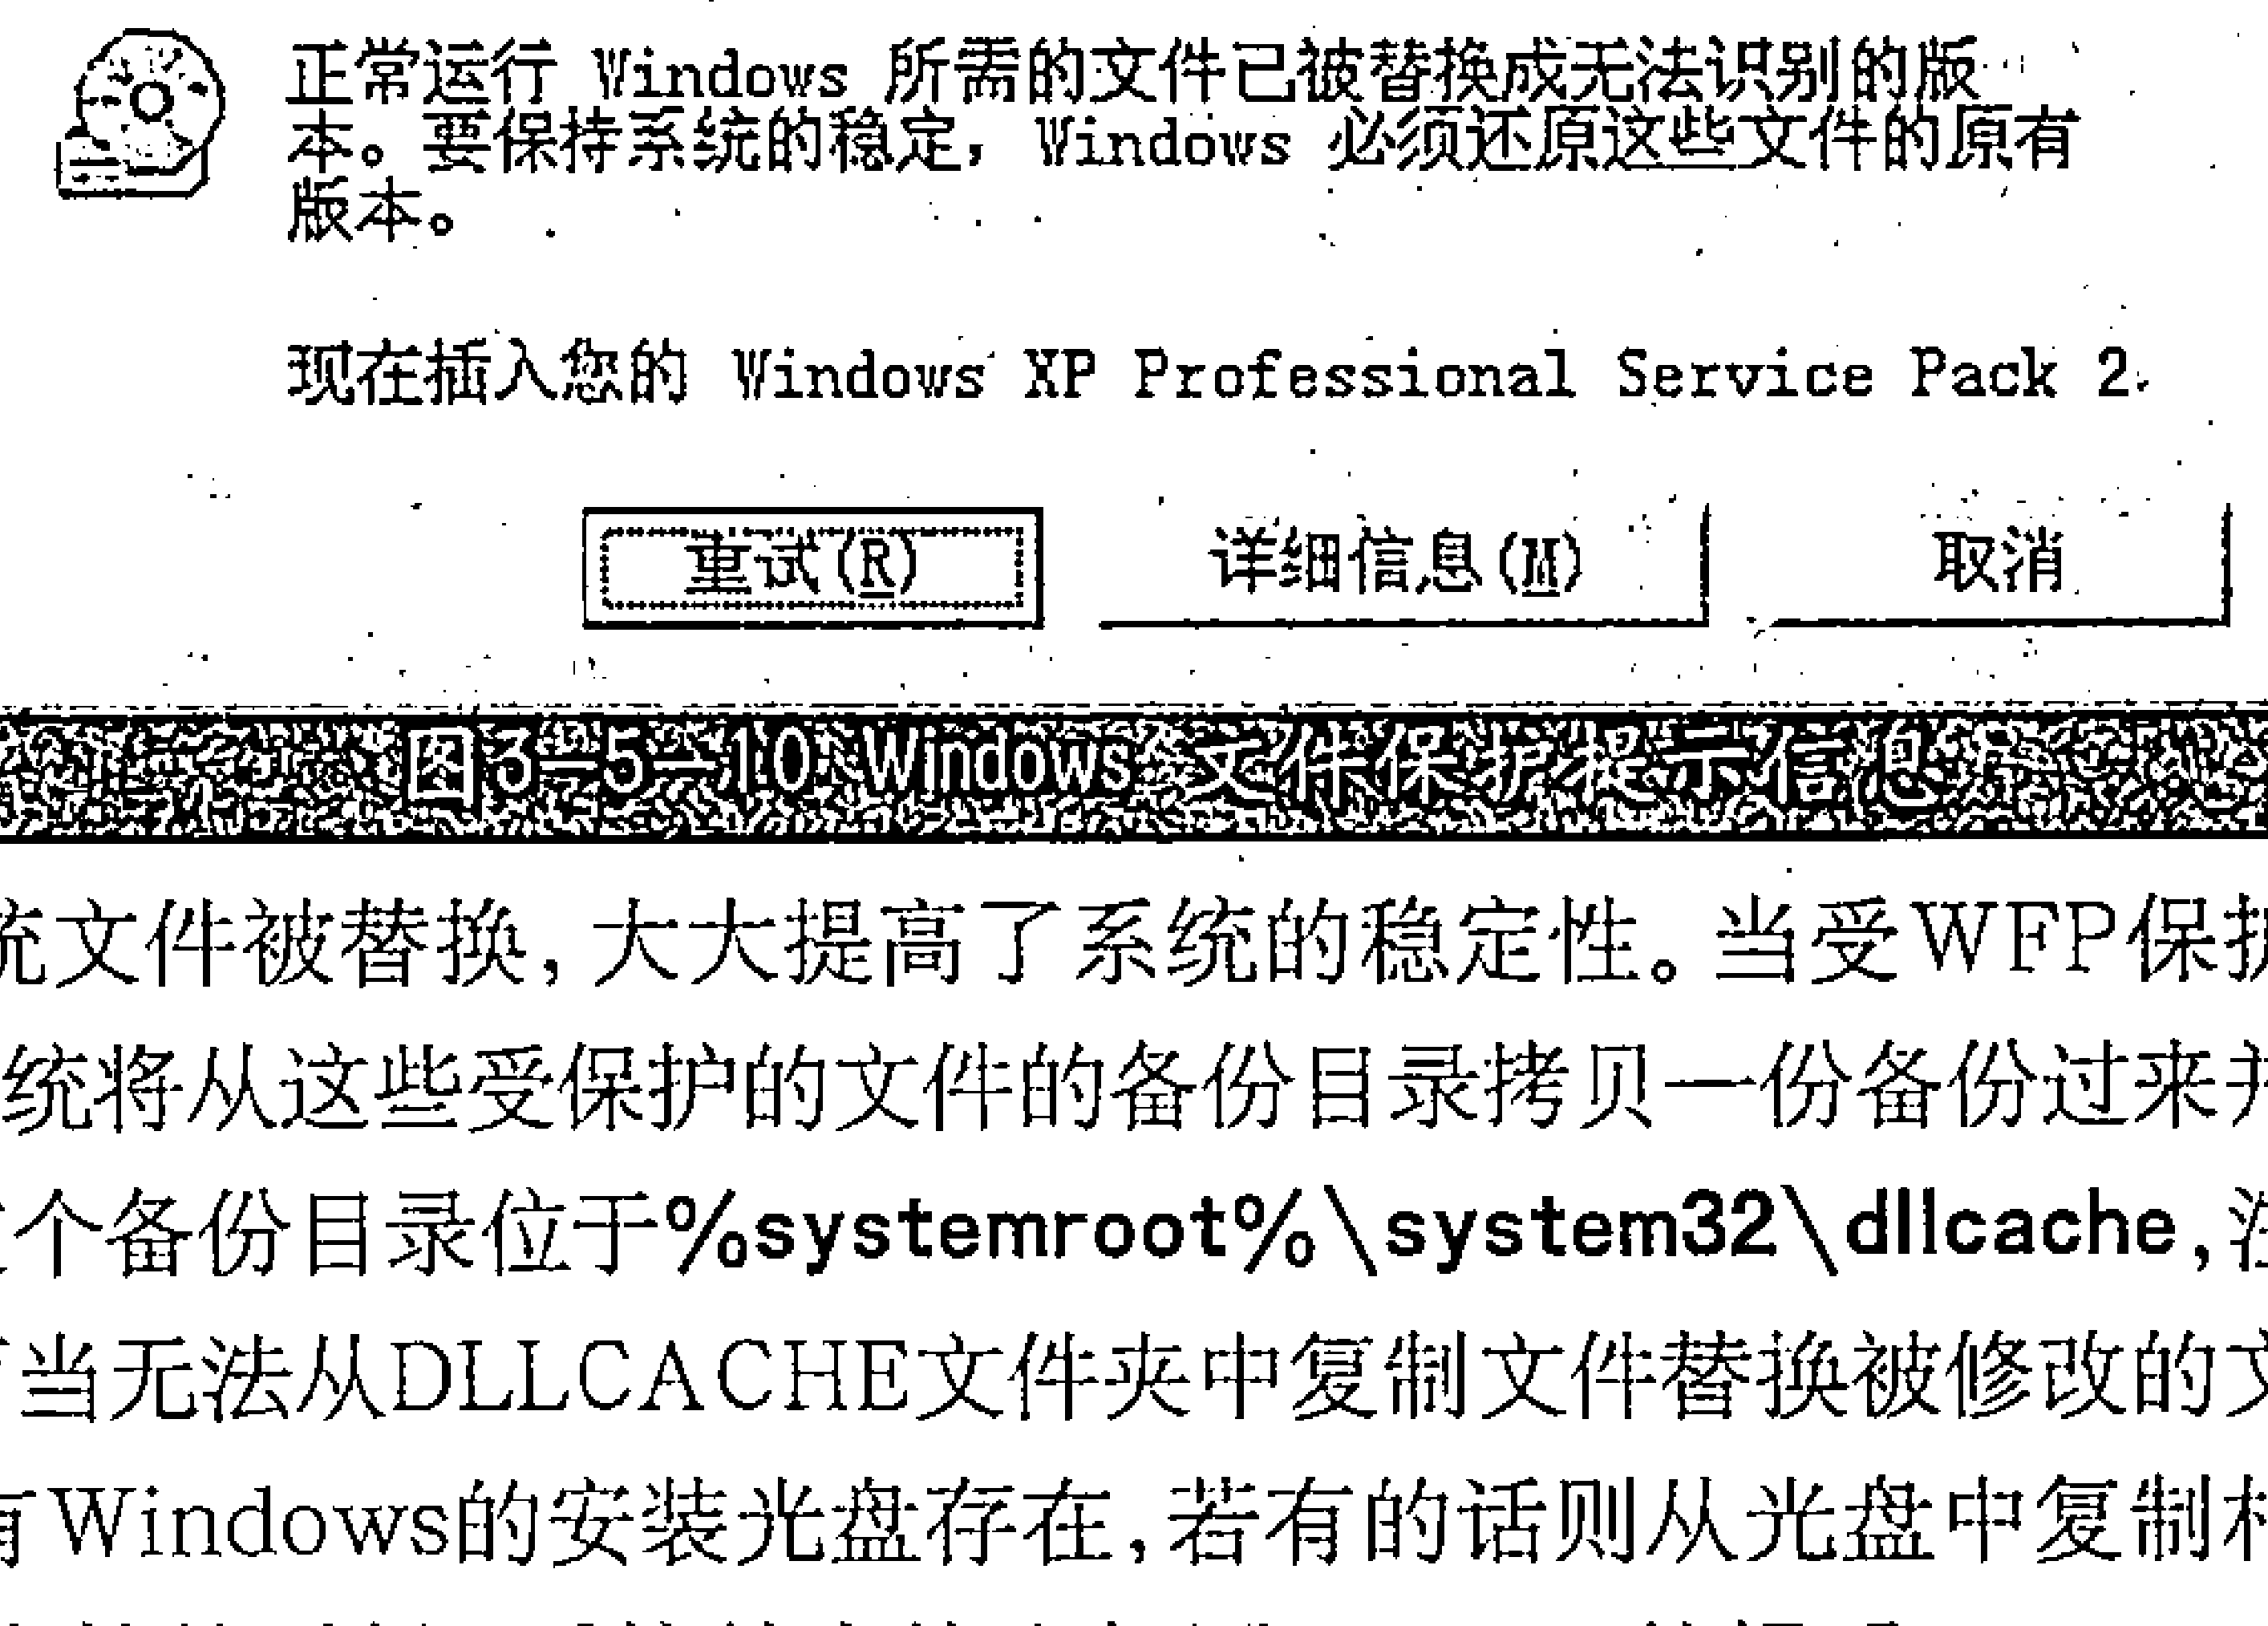 正常运行 Windows 所需的文件已被替换成无法识别的版
本。要保持系统的稳定，Windows 必须还原这些文件的原有
版本。
现在插入您的 Windows XP Professional Service Pack 2
重试(R) 详细信息(M) 取消
图3-5-10 Windows 文件保护提示信息
统文件被替换,大大提高了系统的稳定性。当受WFP保护
统将从这些受保护的文件的备份目录拷贝一份备份过来并
个备份目录位于%systemroot%\system32\dllcache,注
当无法从DLLCACHE文件夹中复制文件替换被修改的文
有Windows的安装光盘存在,若有的话则从光盘中复制